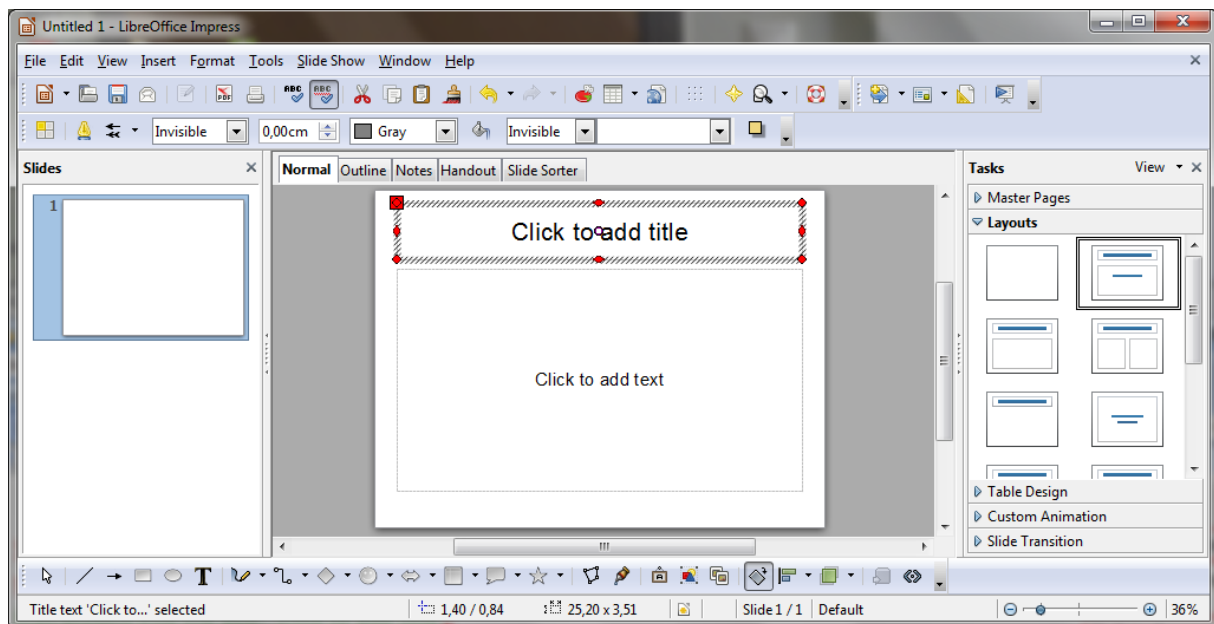 Untitled 1 - LibreOffice Impress
File Edit View Insert Format Tools Slide Show Window Help
PDF ABC ABC
Invisible 0,00cm Gray Invisible
Slides
Normal Outline Notes Handout Slide Sorter
Tasks View
1
Master Pages
Layouts
Click to add title
Click to add text
Table Design
Custom Animation
Slide Transition
T
Title text 'Click to...' selected 1,40 / 0,84 25,20 x 3,51 Slide 1 / 1 Default 36%